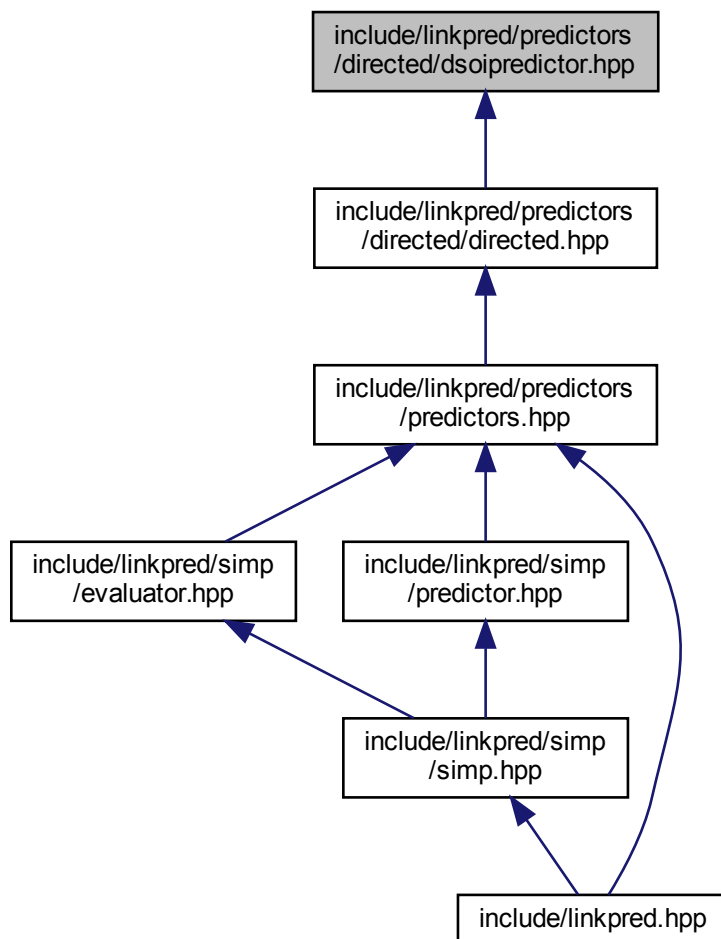 include/linkpred/predictors
/directed/dsoipredictor.hpp
include/linkpred/predictors
/directed/directed.hpp
include/linkpred/predictors
/predictors.hpp
include/linkpred/simp
/evaluator.hpp
include/linkpred/simp
/predictor.hpp
include/linkpred/simp
/simp.hpp
include/linkpred.hpp